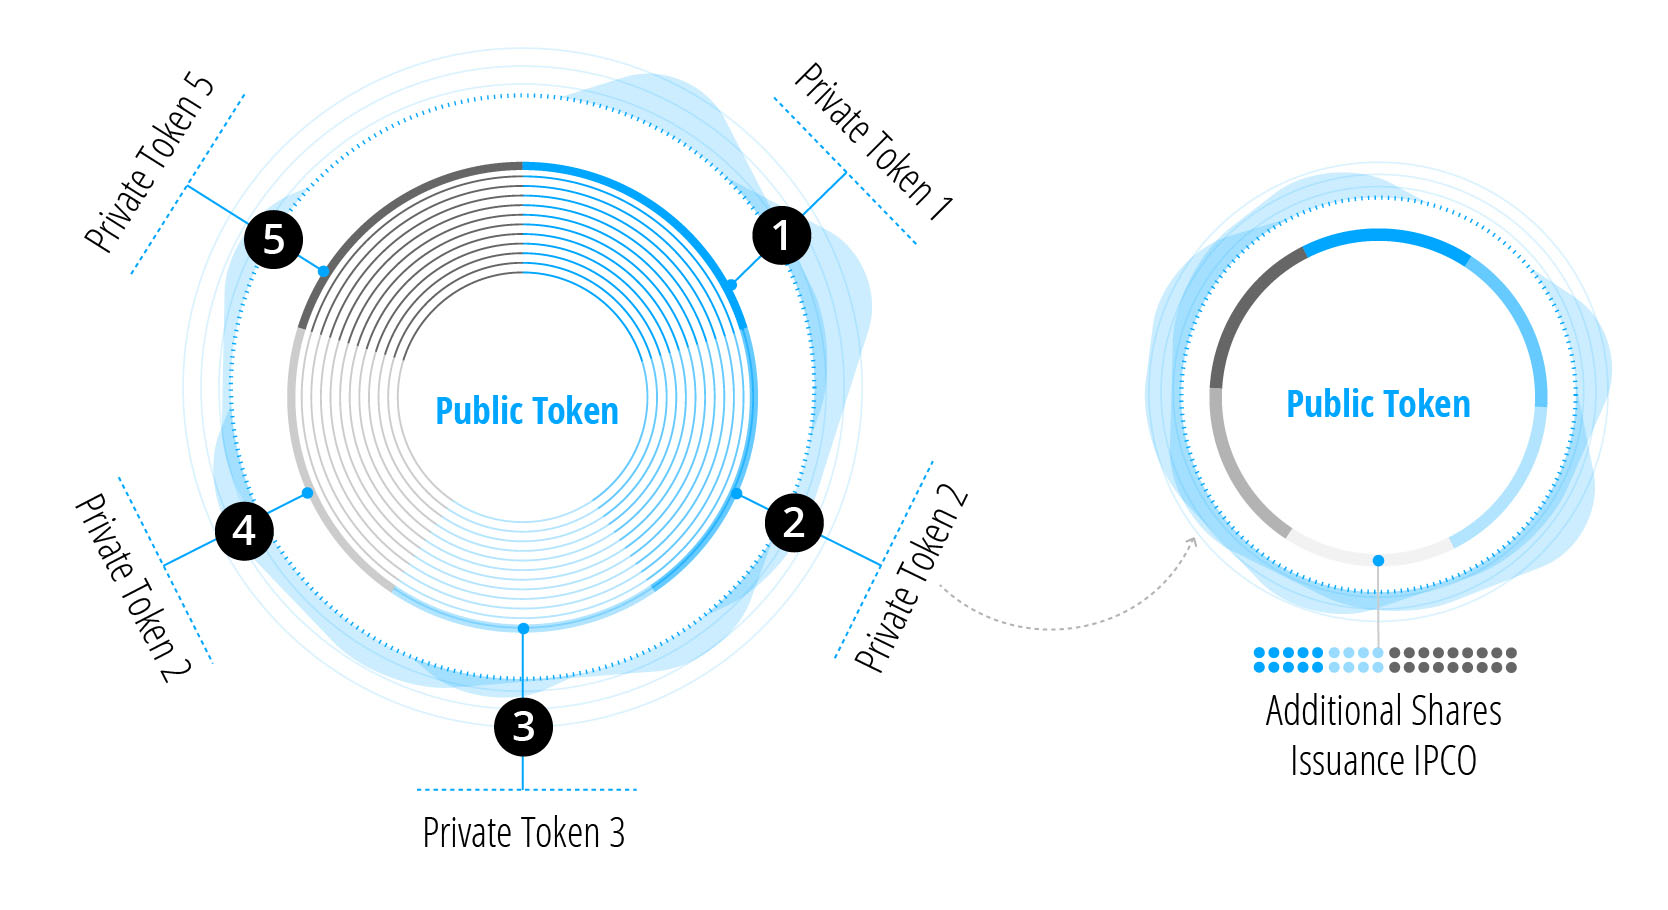 Private Token 5
Private Token 1
5
1
Public Token
Public Token
4
2
Private Token 2
Private Token 2
3
Private Token 3
Additional Shares
Issuance IPCO